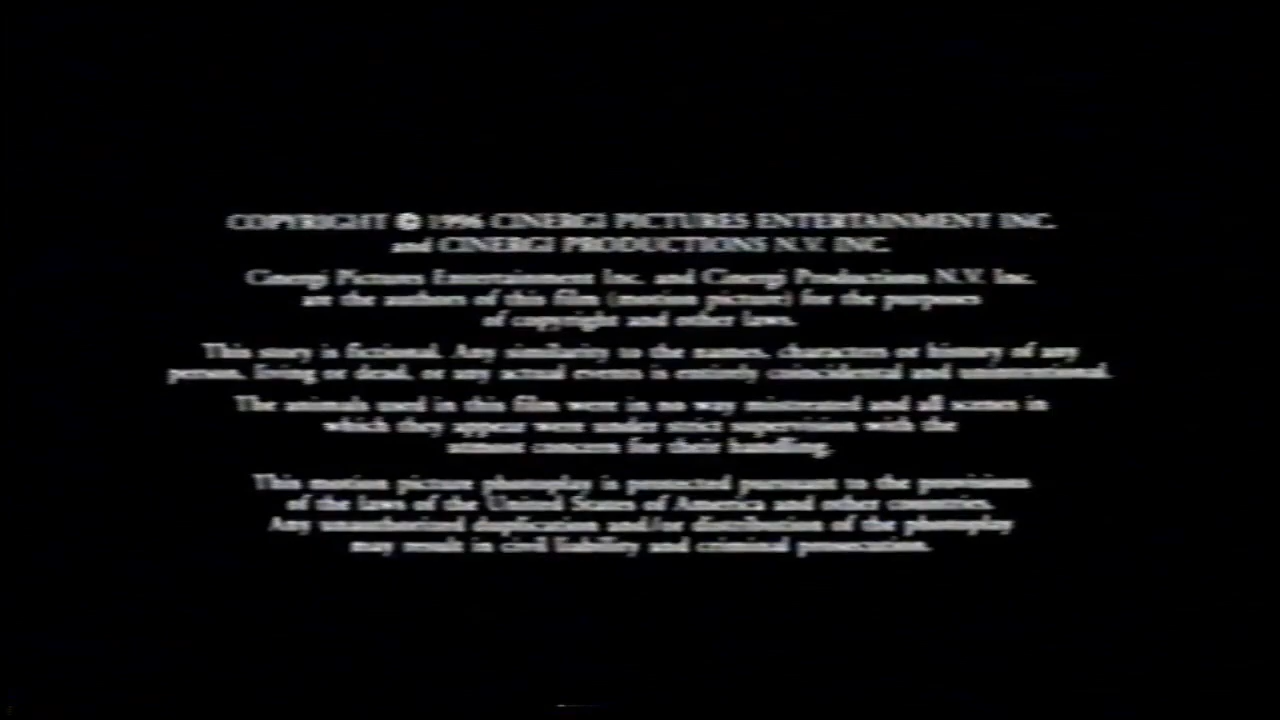 COPYRIGHT © 1996 CINERGI PICTURES ENTERTAINMENT INC.
and CINERGI PRODUCTIONS N.V. INC.
Cinergi Pictures Entertainment Inc. and Cinergi Productions N.V. Inc.
are the authors of this film (motion picture) for the purposes
of copyright and other laws.
This story is fictional. Any similarity to the names, characters or history of any
person, living or dead, or any actual events is entirely coincidental and unintentional.
The animals used in this film were in no way mistreated and all scenes in
which they appear were under strict supervision with the
utmost concern for their handling.
This motion picture photoplay is protected pursuant to the provisions
of the laws of the United States of America and other countries.
Any unauthorized duplication and/or distribution of the photoplay
may result in civil liability and criminal prosecution.